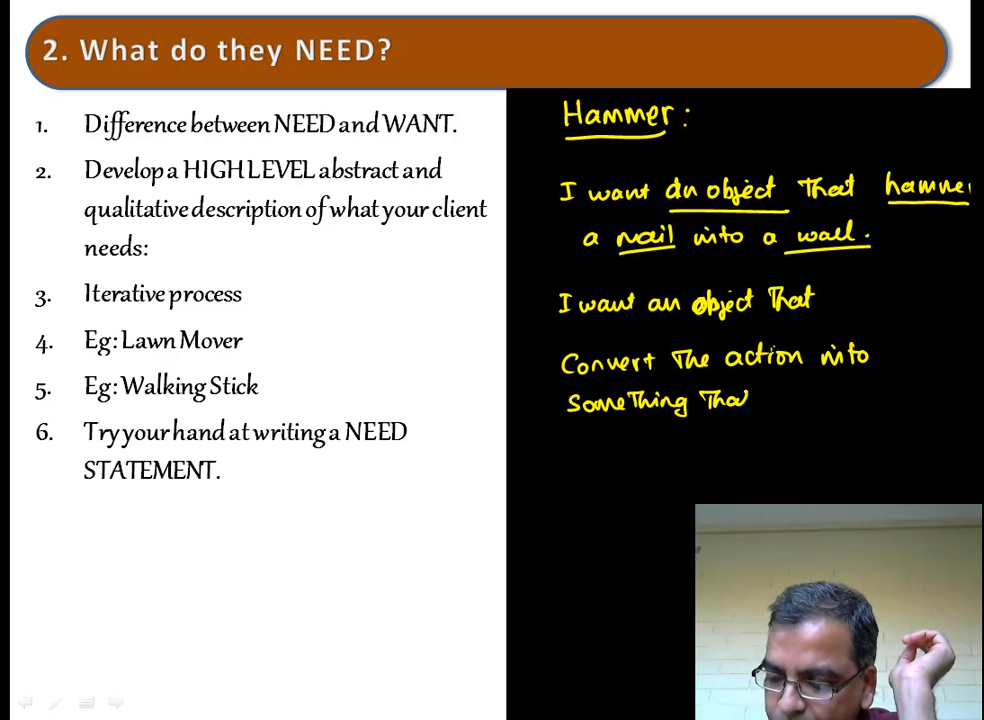 2. What do they NEED?
1. Difference between NEED and WANT.
2. Develop a HIGH LEVEL abstract and
qualitative description of what your client
needs:
3. Iterative process
4. Eg: Lawn Mover
5. Eg: Walking Stick
6. Try your hand at writing a NEED
STATEMENT.
Hammer:
I want an object that hammer
a nail into a wall.
I want an object that
Convert the action into
something that